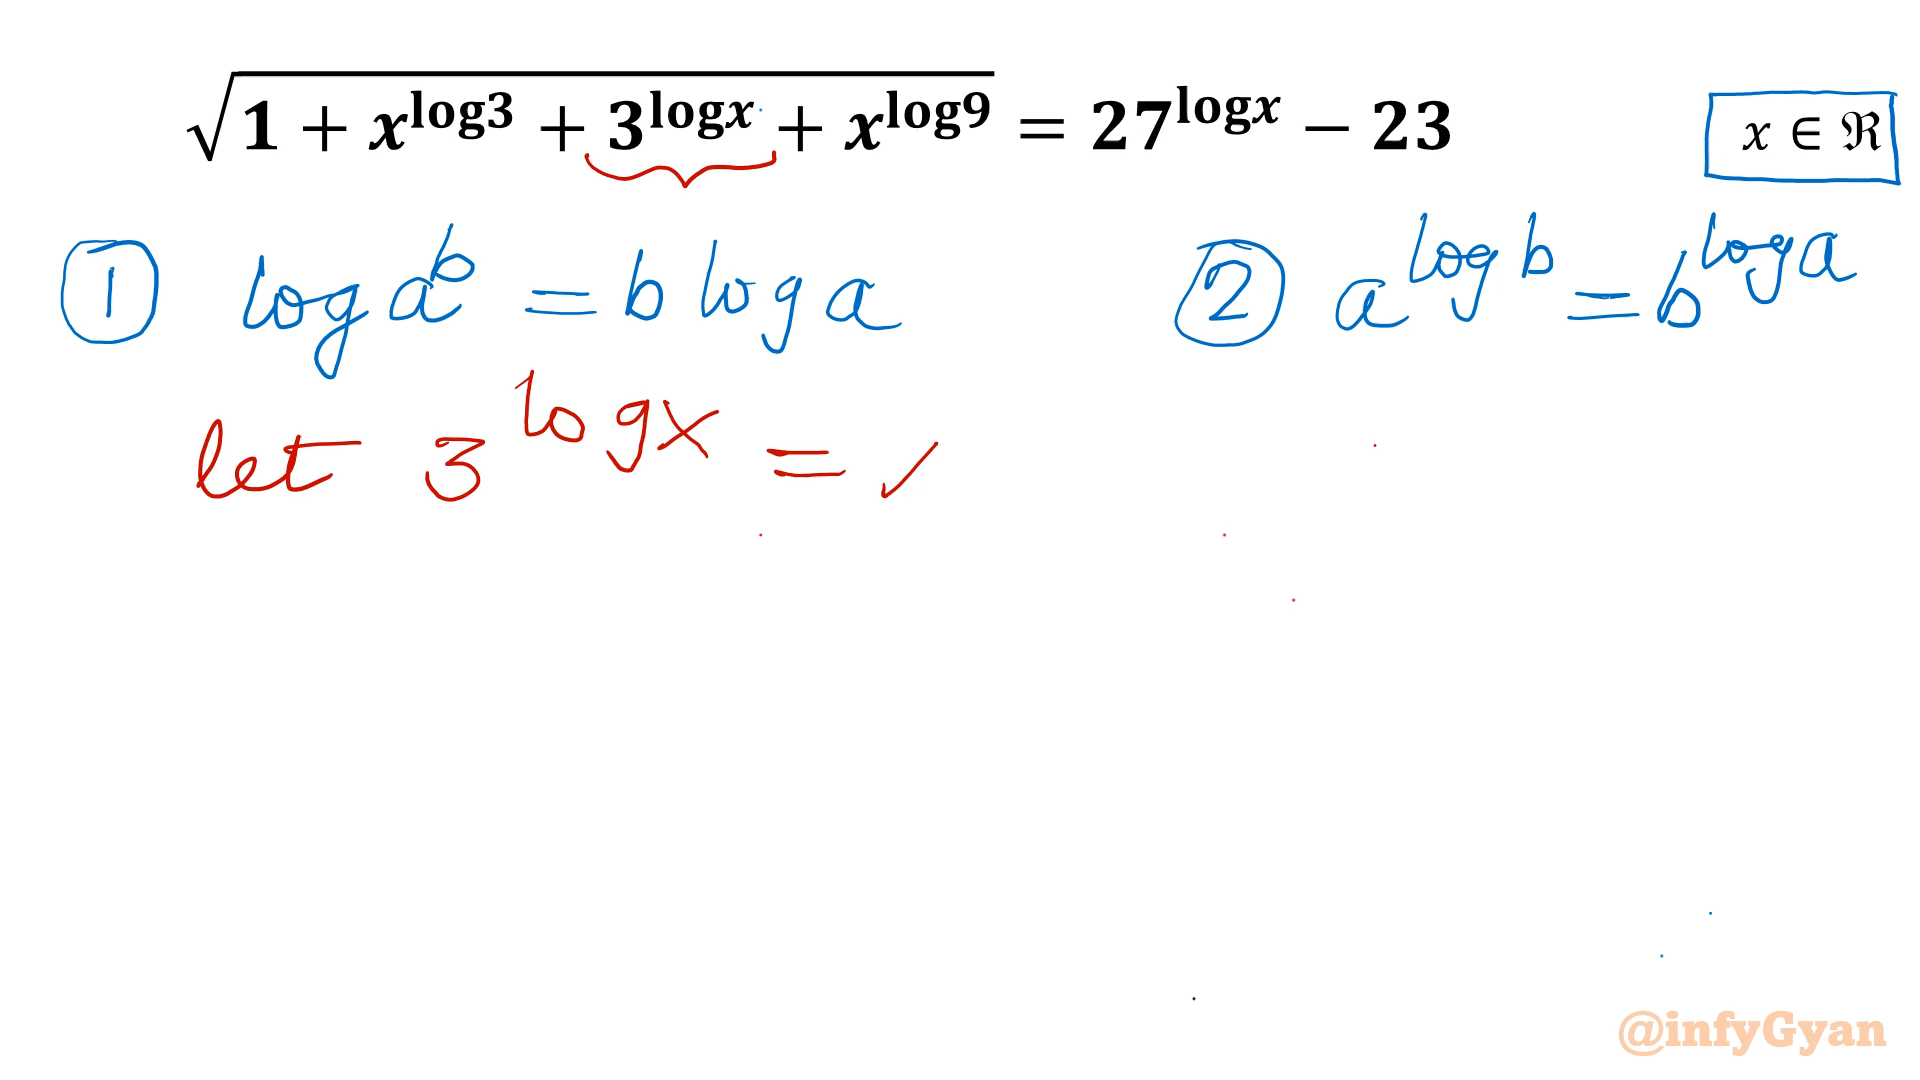 √(1 + x^log3 + 3^logx + x^log9) = 27^logx − 23
x ∈ ℜ
① log a^b = b log a
② a^log b = b^log a
let 3^logx =
@infyGyan